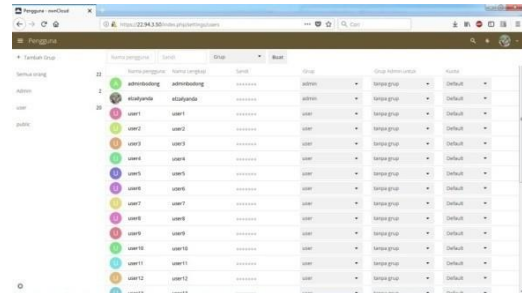 Pengguna - ownCloud
https://22.94.3.50/index.php/settings/users
Cari
Pengguna
+ Tambah Grup
Nama pengguna
Sandi
Grup
Buat
Semua orang 22
Admin 2
user 20
public
Nama pengguna Nama lengkap Sandi Grup Grup Admin untuk Kuota
A adminbodong adminbodong admin tanpa grup Default
elzalyanda elzalyanda admin tanpa grup Default
U user1 user1 user tanpa grup Default
U user2 user2 user tanpa grup Default
U user3 user3 user tanpa grup Default
U user4 user4 user tanpa grup Default
U user5 user5 user tanpa grup Default
U user6 user6 user tanpa grup Default
U user7 user7 user tanpa grup Default
U user8 user8 user tanpa grup Default
U user9 user9 user tanpa grup Default
U user10 user10 user tanpa grup Default
U user11 user11 user tanpa grup Default
U user12 user12 user tanpa grup Default